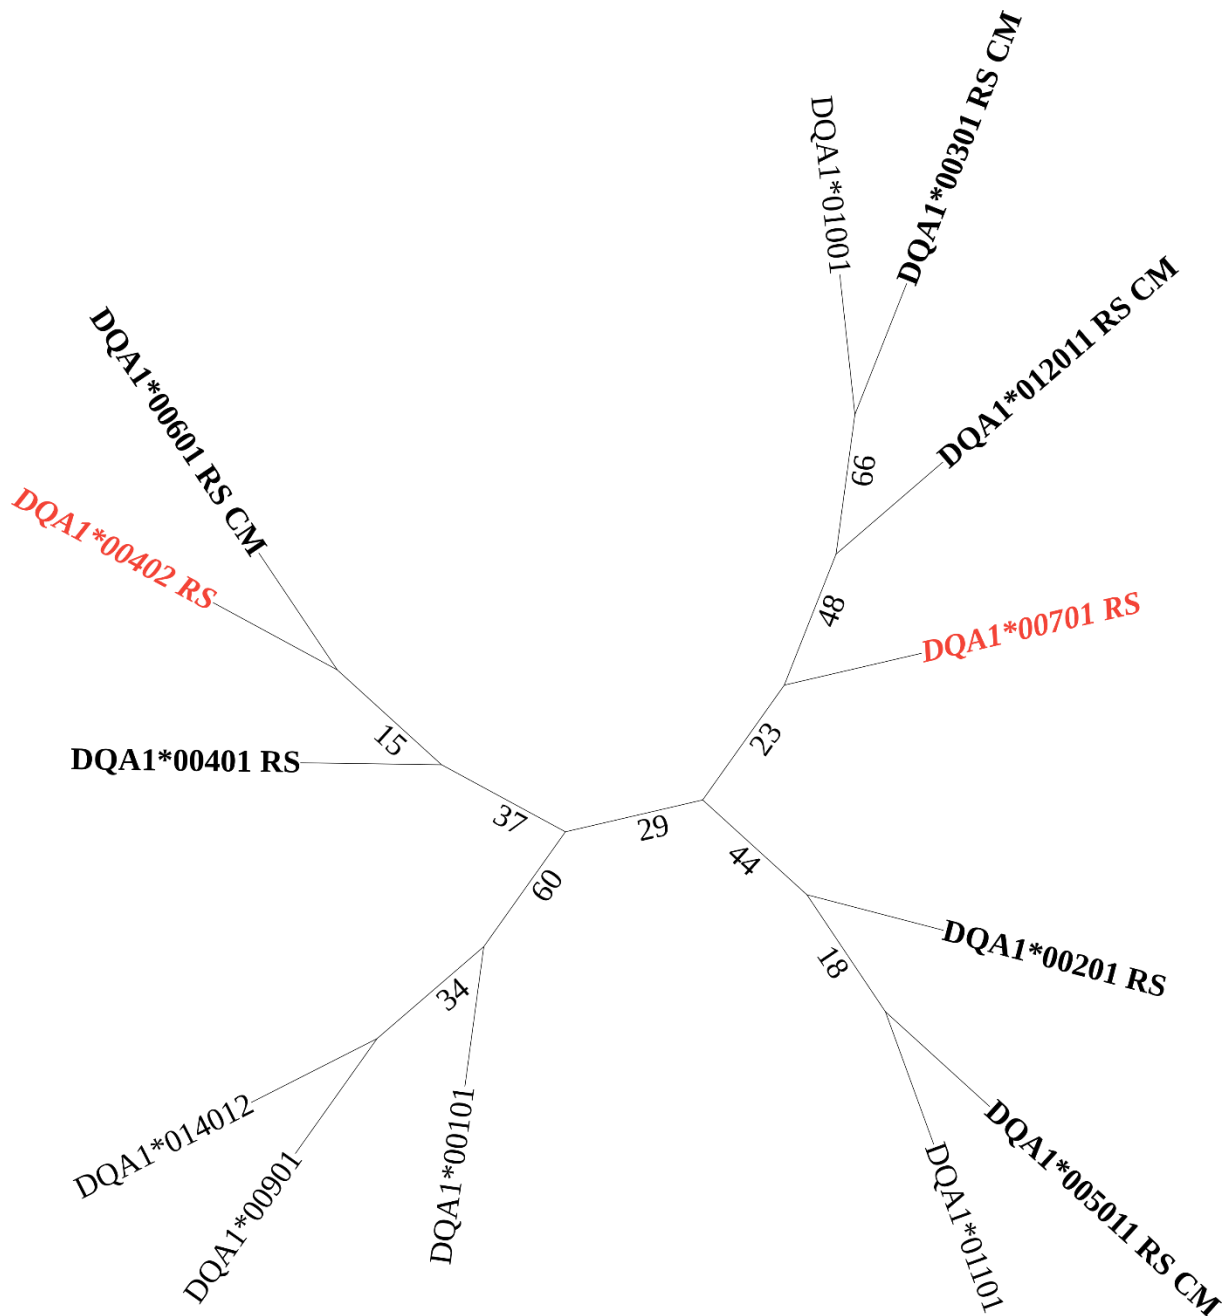 DQA1*01001
DQA1*00301 RS CM
DQA1*012011 RS CM
DQA1*00601 RS CM
DQA1*00402 RS
66
48
DQA1*00701 RS
15
23
DQA1*00401 RS
37
29
44
60
DQA1*00201 RS
18
34
DQA1*014012
DQA1*00901
DQA1*00101
DQA1*005011 RS CM
DQA1*01101